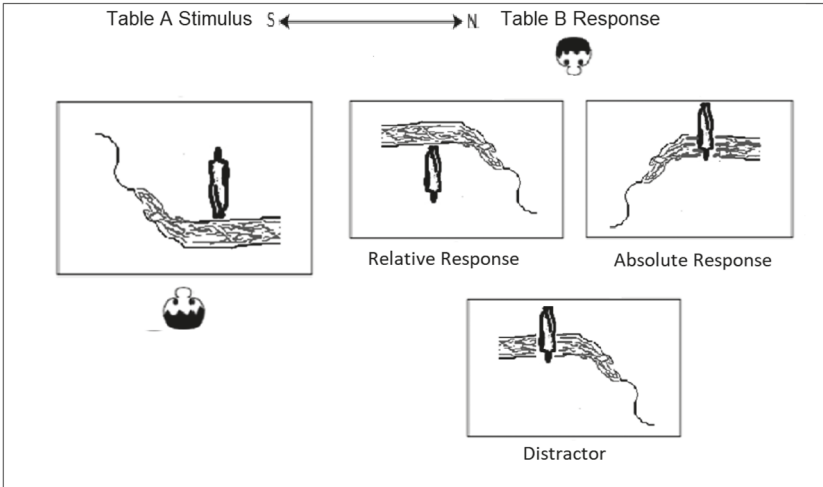 Table A Stimulus S N. Table B Response
Relative Response Absolute Response
Distractor